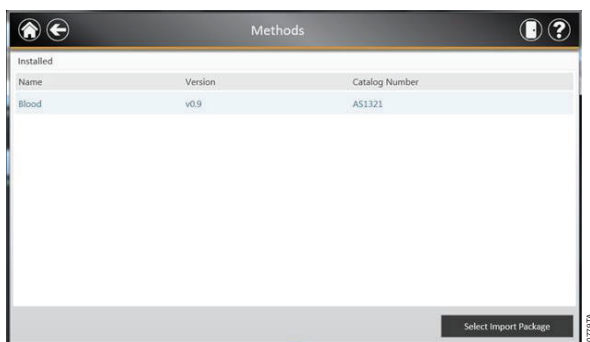 Methods
?
Installed
Name Version Catalog Number
Blood v0.9 AS1321
Select Import Package